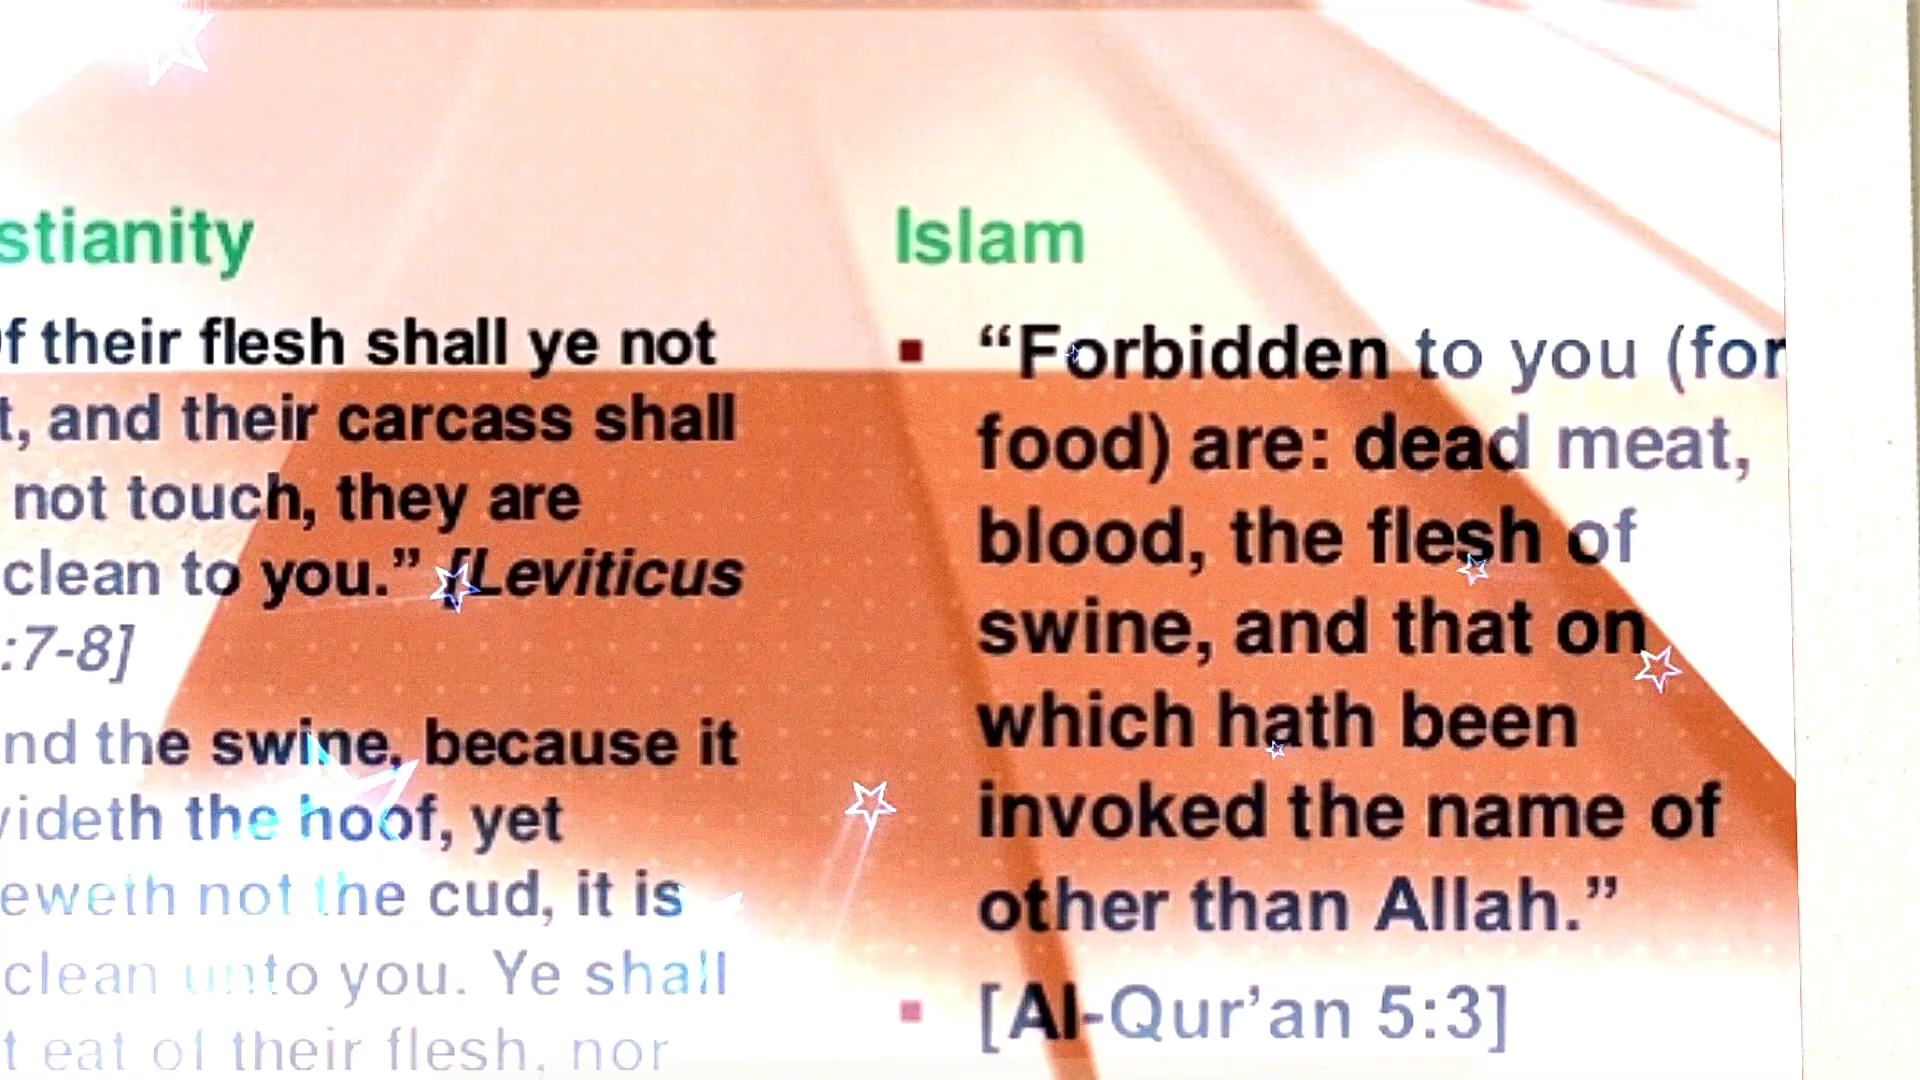 stianity
f their flesh shall ye not
t, and their carcass shall
not touch, they are
clean to you.” [Leviticus
:7-8]
nd the swine, because it
videth the hoof, yet
eweth not the cud, it is
clean unto you. Ye shall
t eat of their flesh, nor
Islam
▪ “Forbidden to you (for
food) are: dead meat,
blood, the flesh of
swine, and that on
which hath been
invoked the name of
other than Allah.”
▪ [Al-Qur’an 5:3]